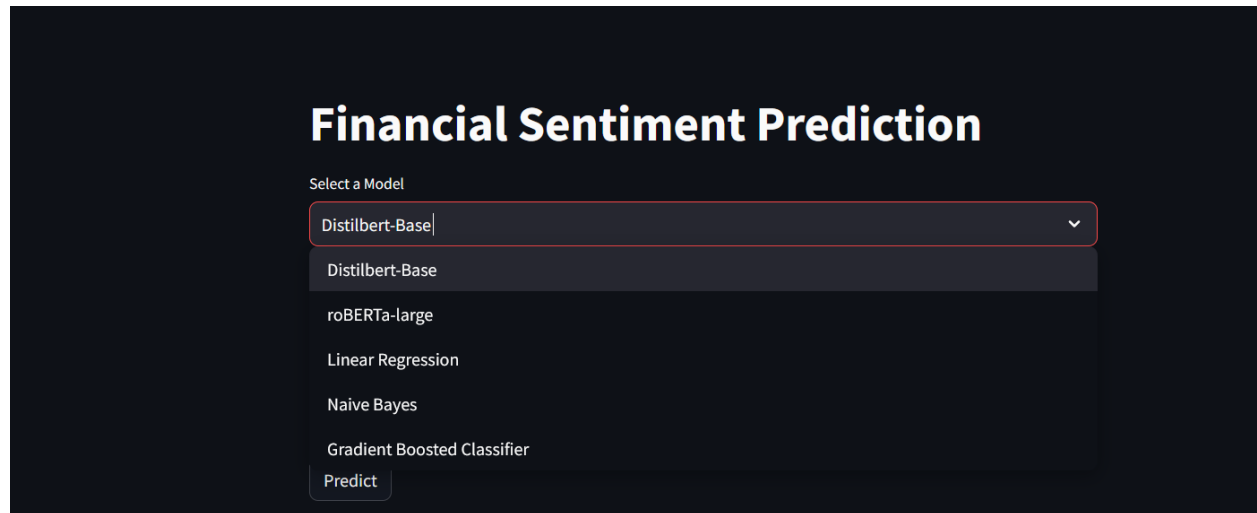 Financial Sentiment Prediction
Select a Model
Distilbert-Base
Distilbert-Base
roBERTa-large
Linear Regression
Naive Bayes
Gradient Boosted Classifier
Predict